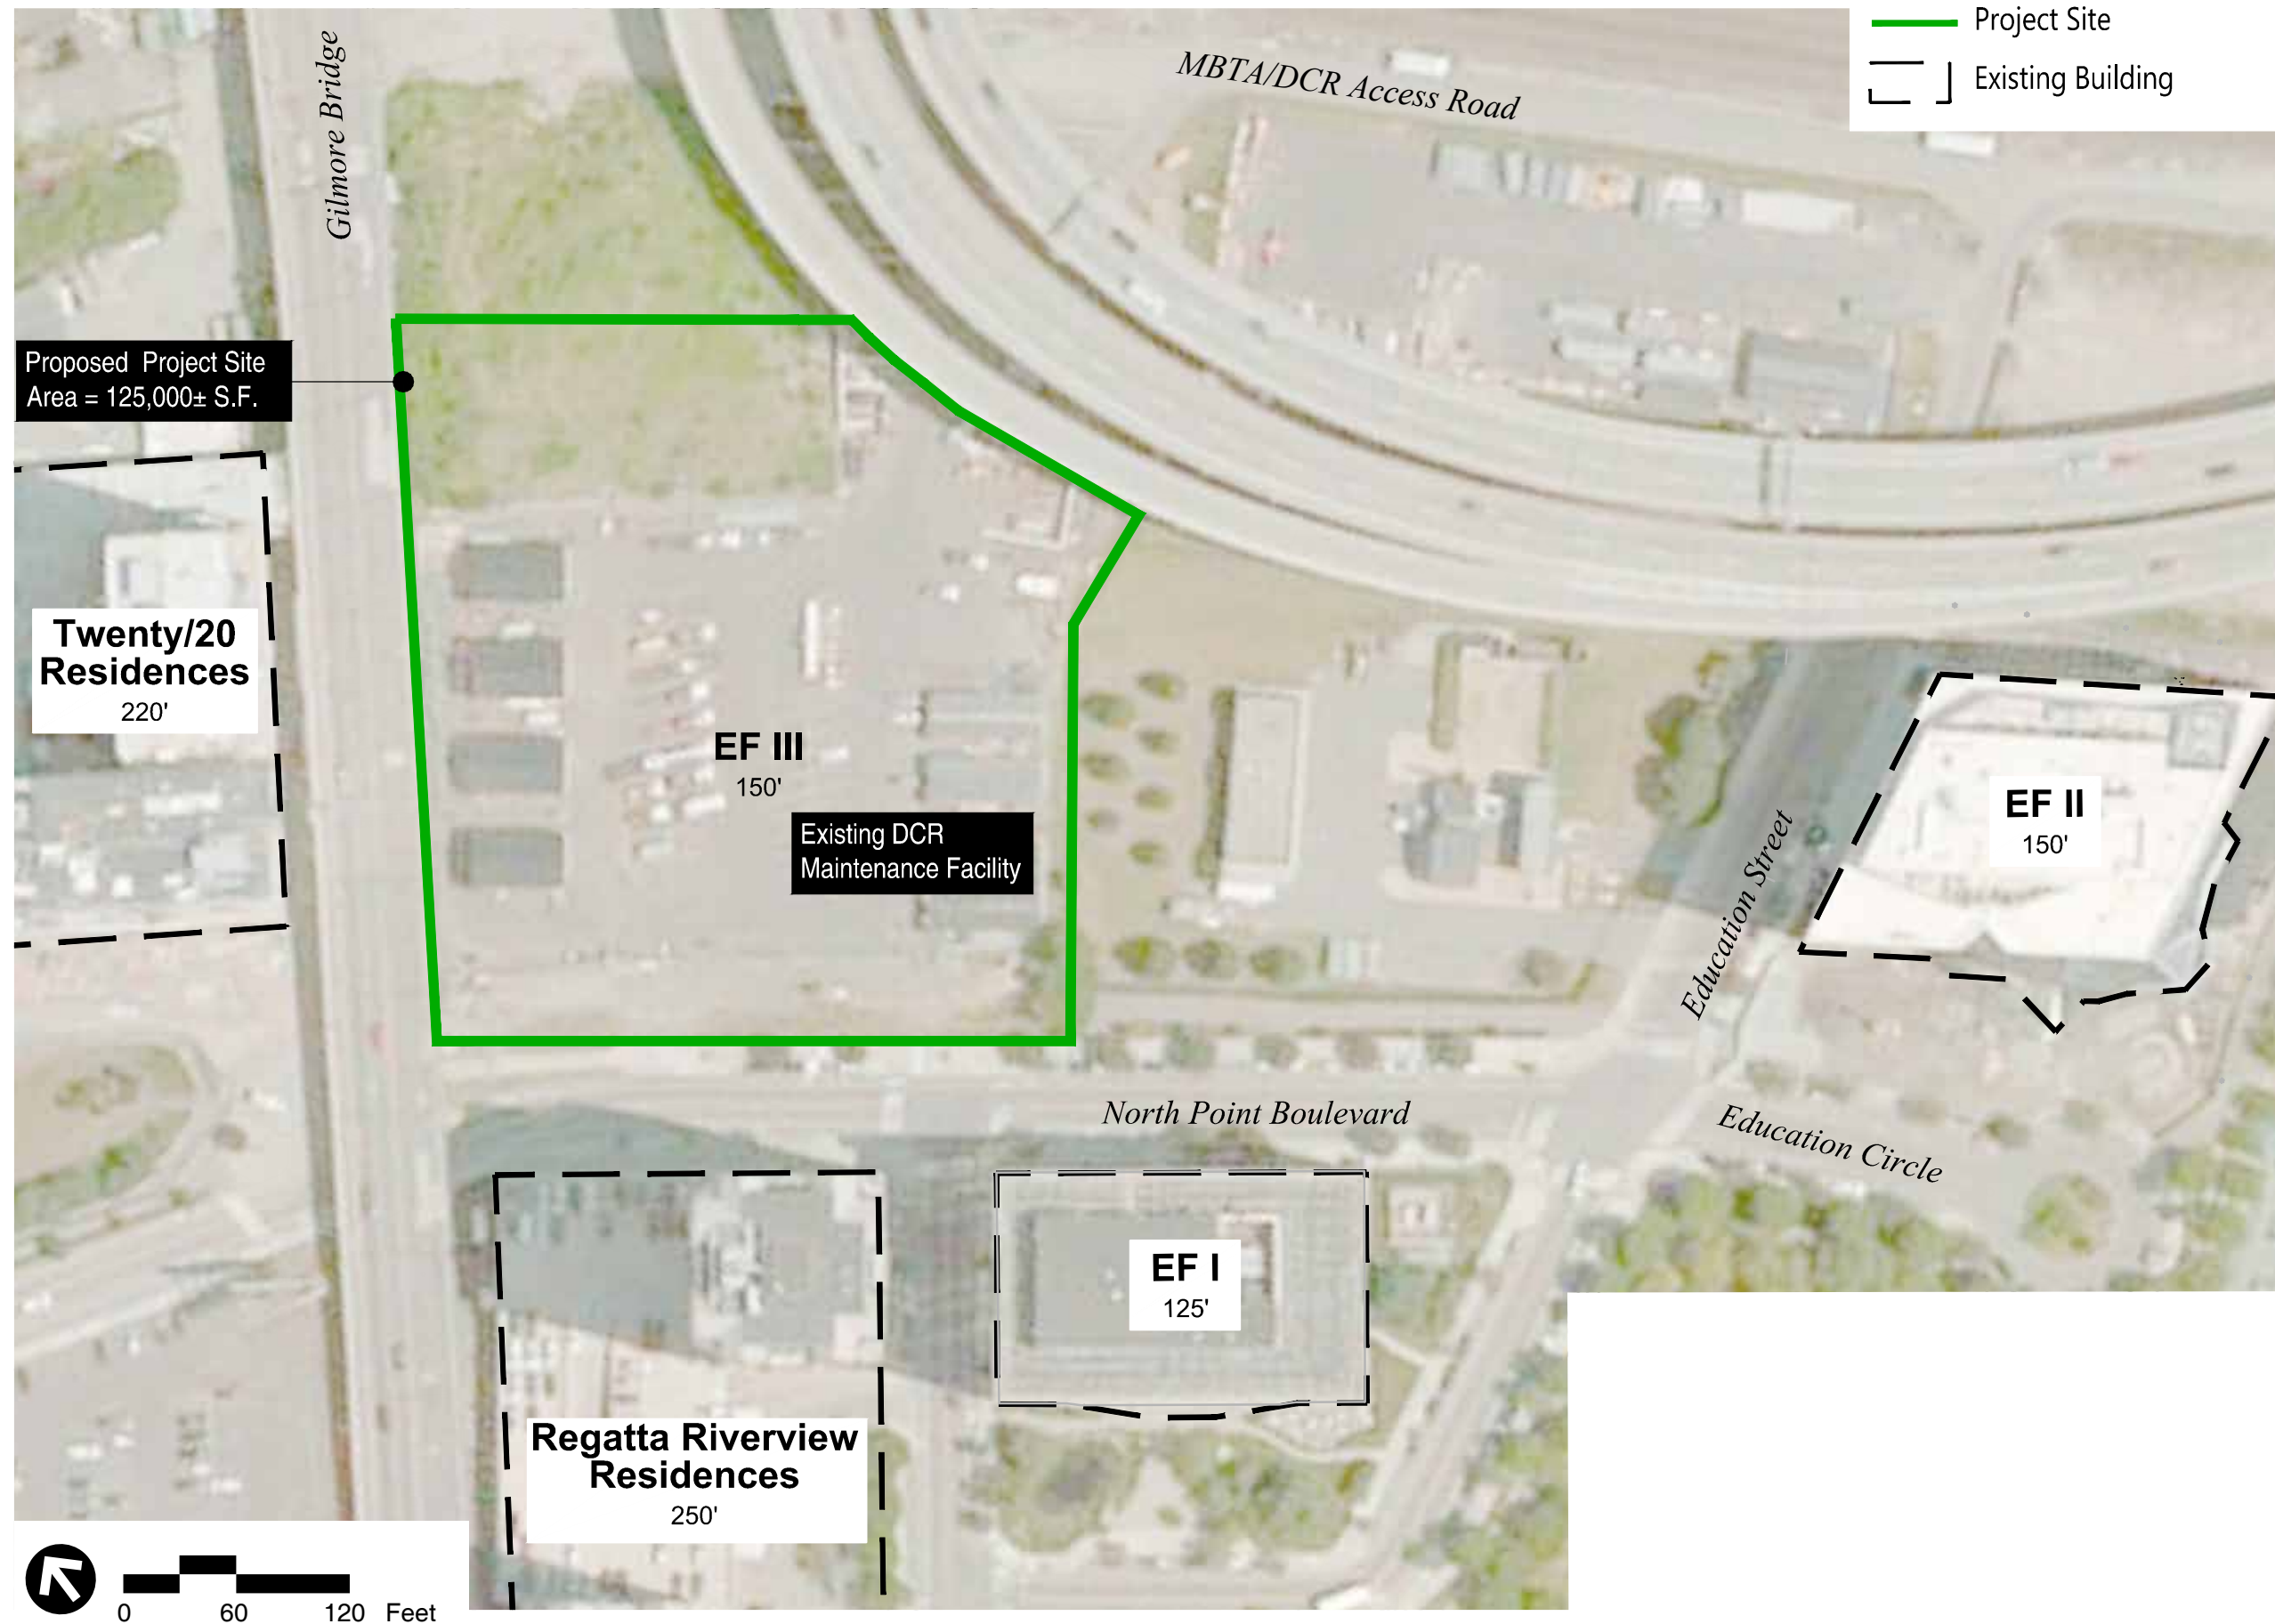 Project Site
Existing Building
MBTA/DCR Access Road
Gilmore Bridge
Proposed Project Site
Area = 125,000± S.F.
Twenty/20
Residences
220'
EF III
150'
Existing DCR
Maintenance Facility
EF II
150'
Education Street
North Point Boulevard
Education Circle
EF I
125'
Regatta Riverview
Residences
250'
0 60 120 Feet